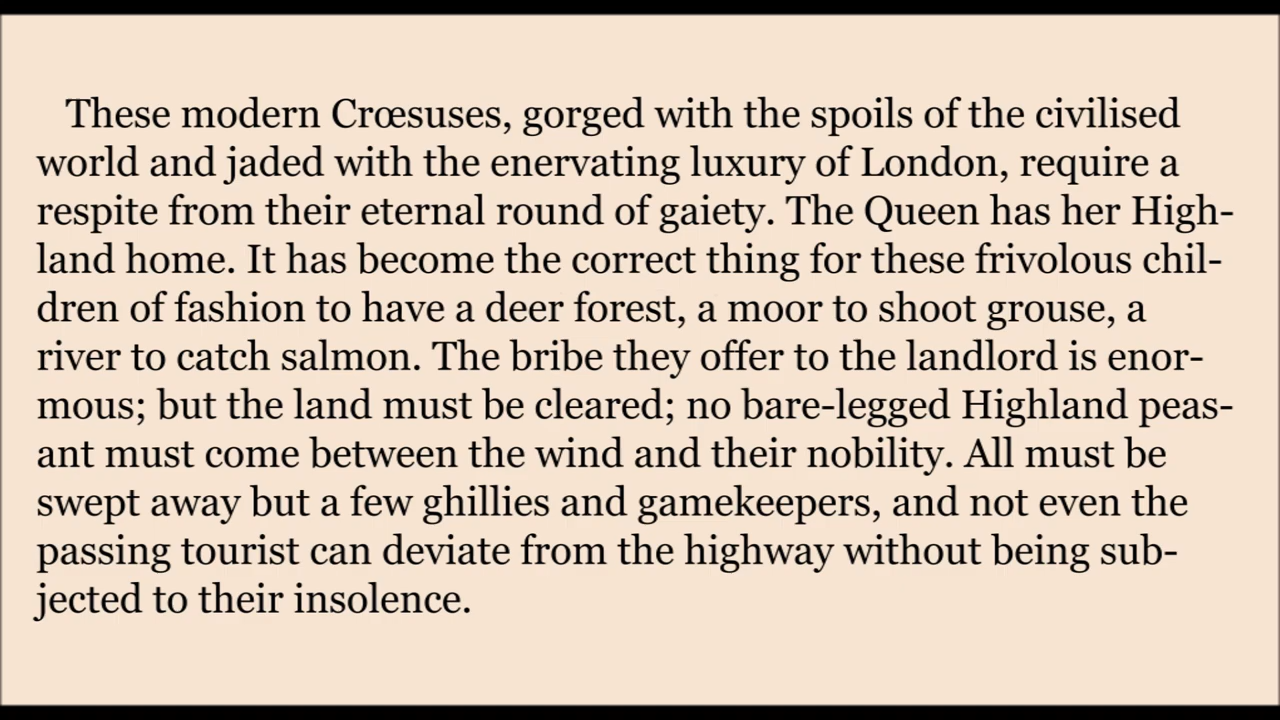 These modern Crœsuses, gorged with the spoils of the civilised
world and jaded with the enervating luxury of London, require a
respite from their eternal round of gaiety. The Queen has her High-
land home. It has become the correct thing for these frivolous chil-
dren of fashion to have a deer forest, a moor to shoot grouse, a
river to catch salmon. The bribe they offer to the landlord is enor-
mous; but the land must be cleared; no bare-legged Highland peas-
ant must come between the wind and their nobility. All must be
swept away but a few ghillies and gamekeepers, and not even the
passing tourist can deviate from the highway without being sub-
jected to their insolence.